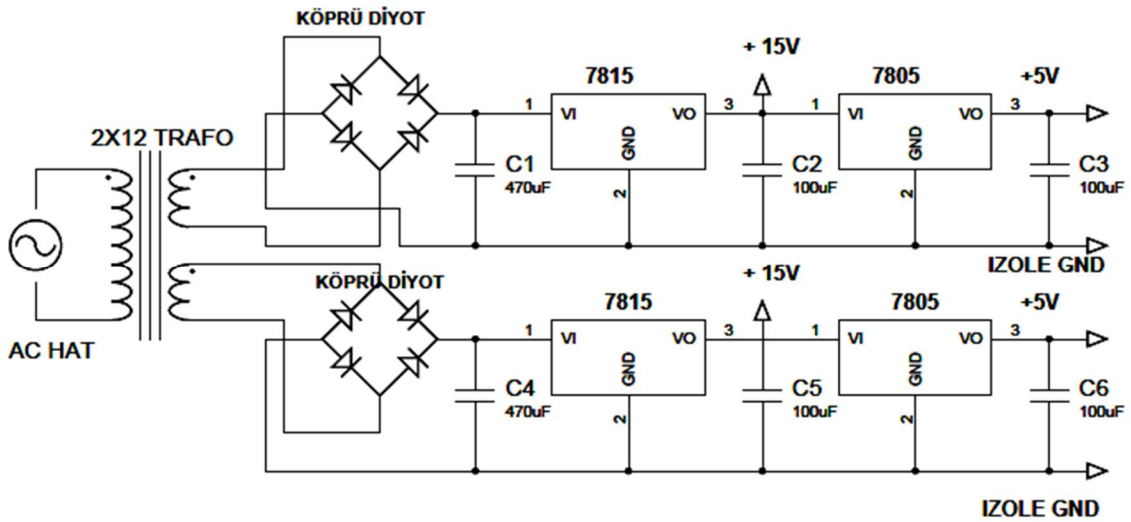 KÖPRÜ DİYOT
2X12 TRAFO
AC HAT
7815
1
VI
VO
3
GND
2
C1
470uF
+ 15V
C2
100uF
7805
1
VI
VO
3
GND
2
+5V
C3
100uF
IZOLE GND
KÖPRÜ DİYOT
7815
1
VI
VO
3
GND
2
C4
470uF
+ 15V
C5
100uF
7805
1
VI
VO
3
GND
2
+5V
C6
100uF
IZOLE GND